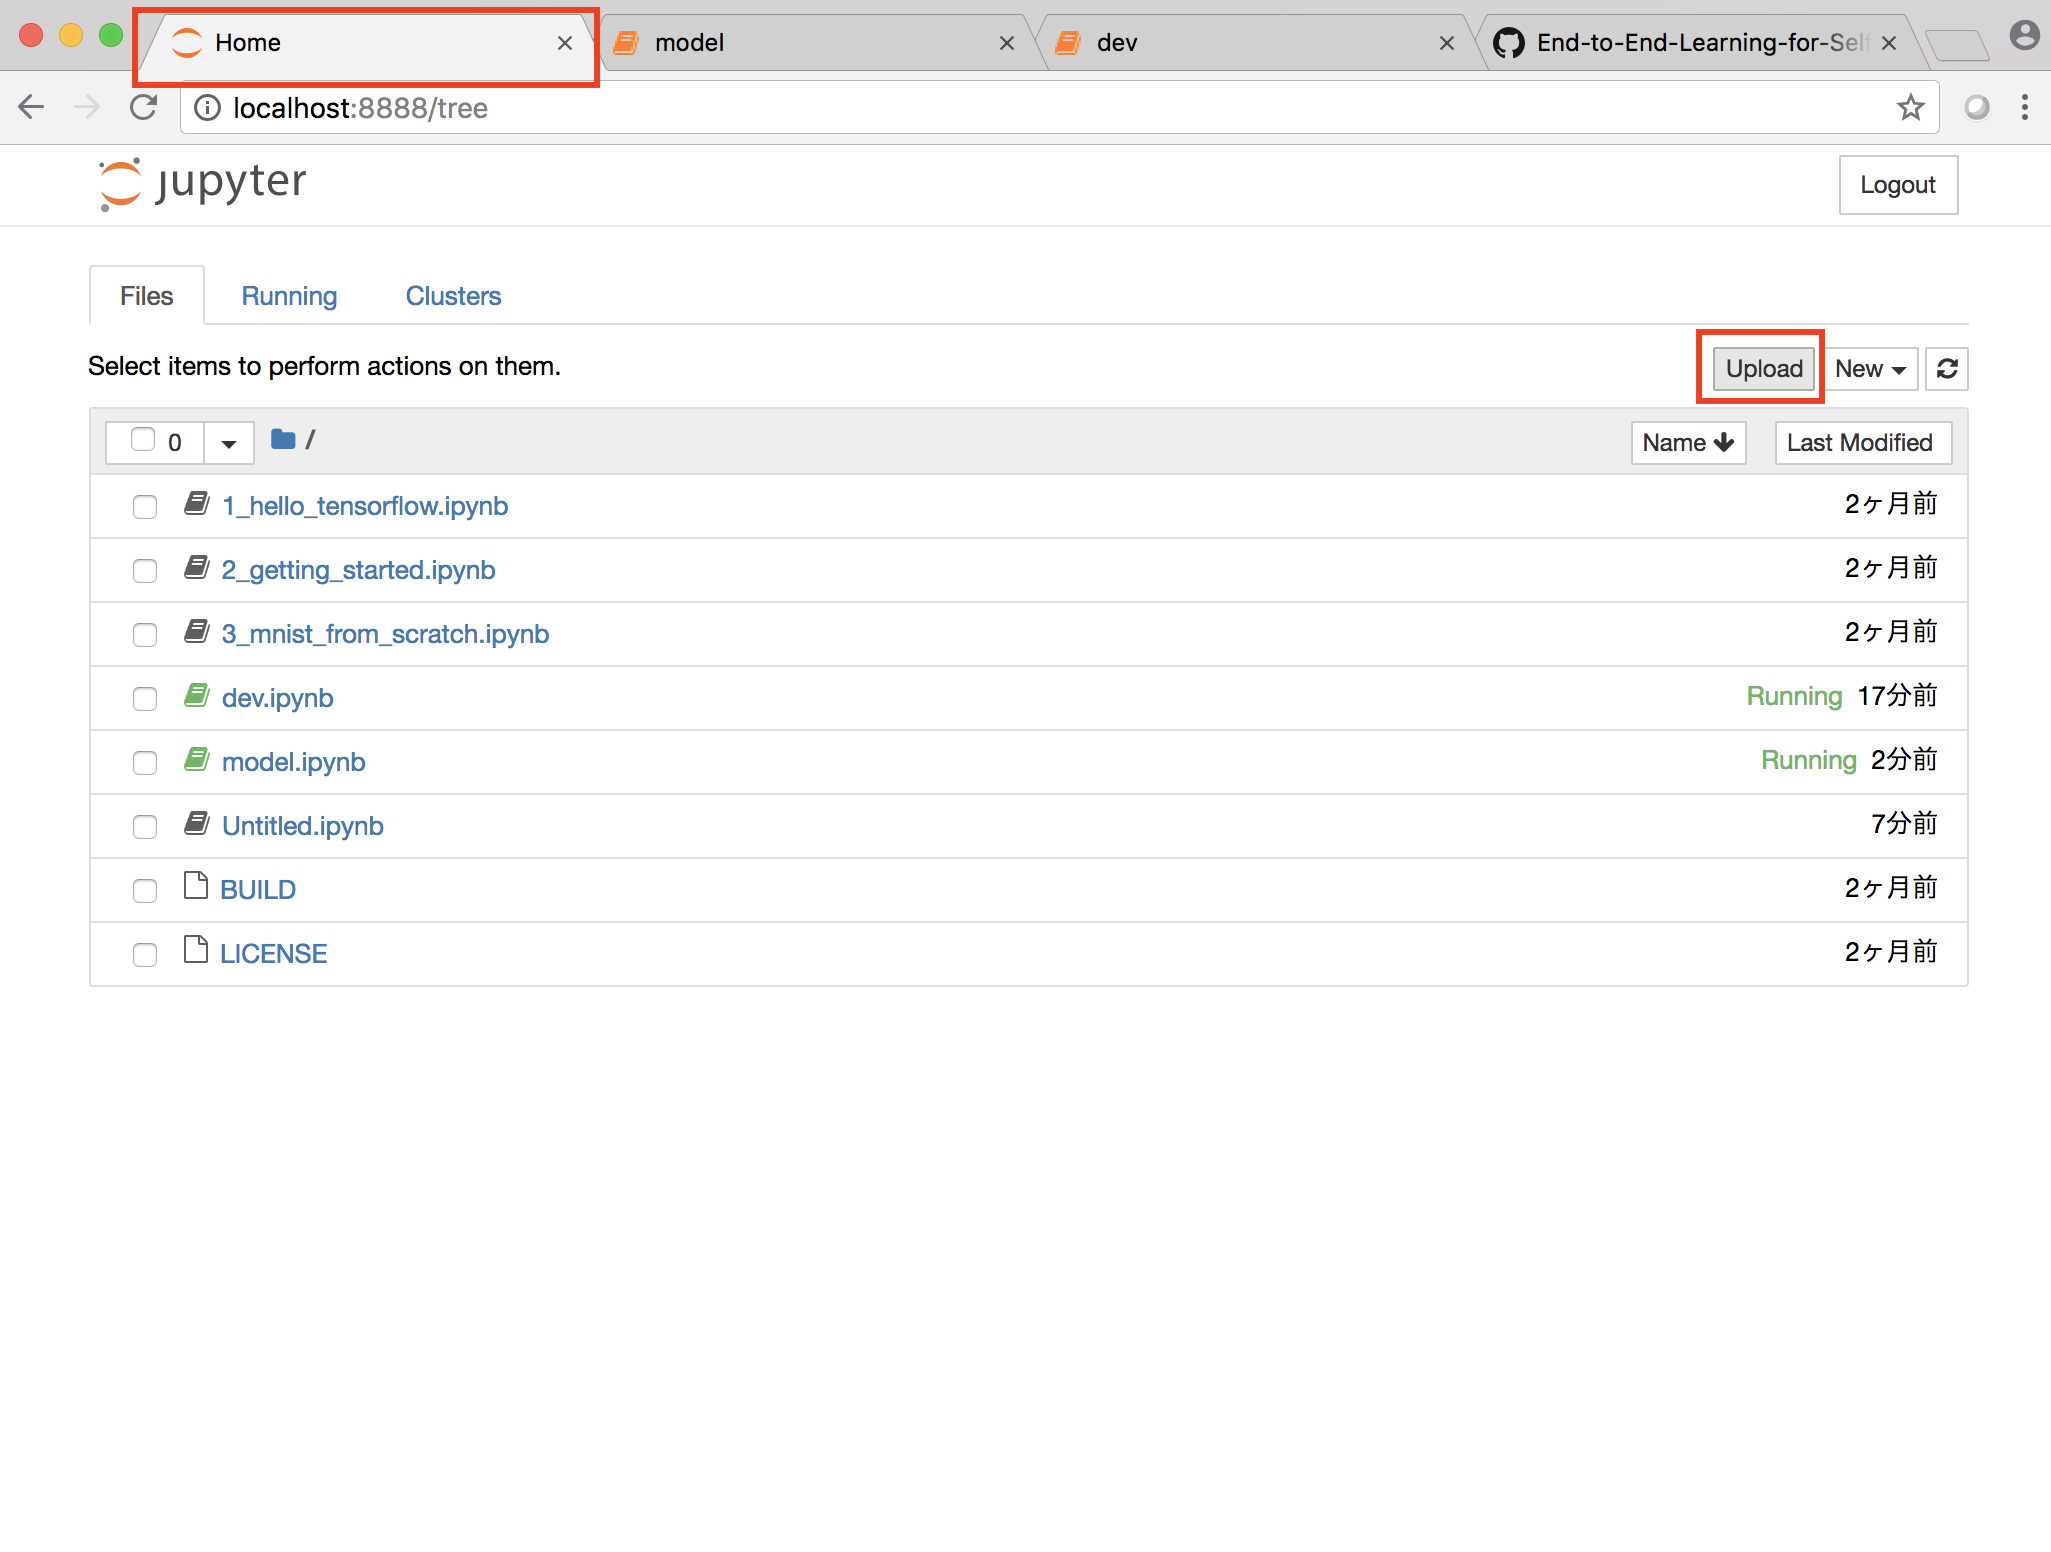 Home
model
dev
End-to-End-Learning-for-Self
localhost:8888/tree
jupyter
Logout
Files
Running
Clusters
Select items to perform actions on them.
Upload
New
0
/
Name
Last Modified
1_hello_tensorflow.ipynb
2ヶ月前
2_getting_started.ipynb
2ヶ月前
3_mnist_from_scratch.ipynb
2ヶ月前
dev.ipynb
Running 17分前
model.ipynb
Running 2分前
Untitled.ipynb
7分前
BUILD
2ヶ月前
LICENSE
2ヶ月前